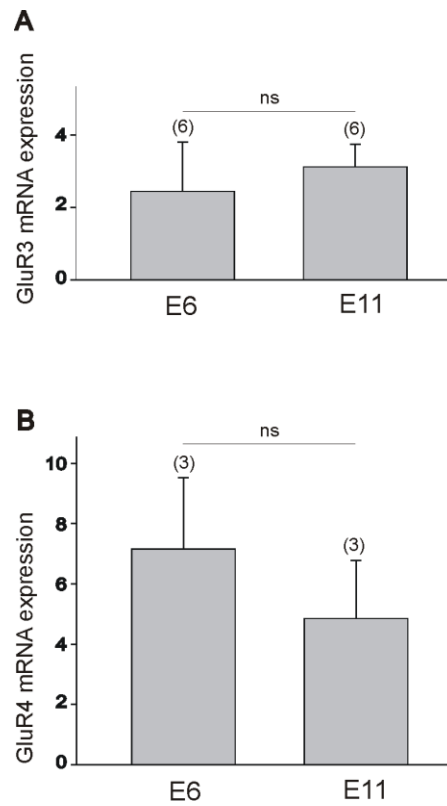 A
ns
(6)
(6)
4
2
0
GluR3 mRNA expression
E6
E11
B
ns
(3)
(3)
10
8
6
4
2
0
GluR4 mRNA expression
E6
E11